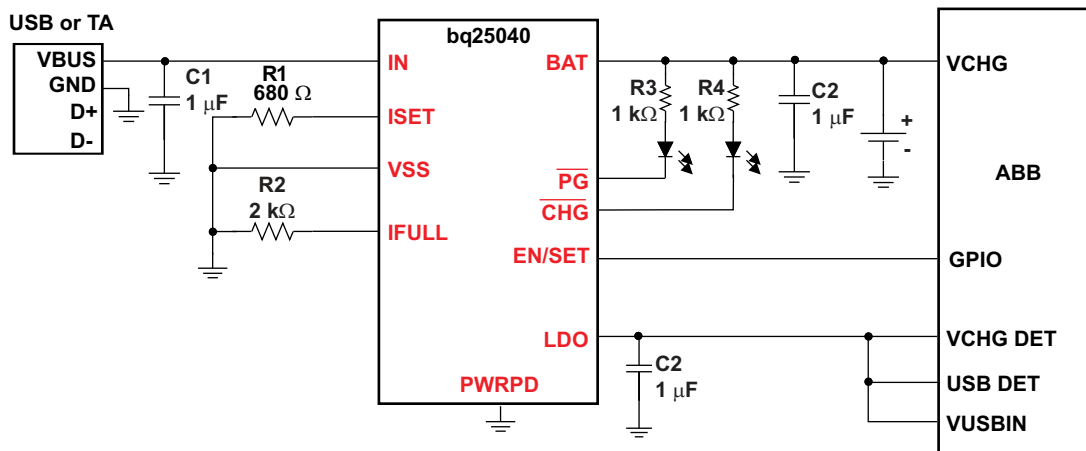 USB or TA
VBUS
GND
D+
D-
C1
1 μF
R1
680 Ω
R2
2 kΩ
bq25040
IN
ISET
VSS
IFULL
BAT
PG
CHG
EN/SET
LDO
PWRPD
R3
1 kΩ
R4
1 kΩ
C2
1 μF
+
-
C2
1 μF
VCHG
ABB
GPIO
VCHG DET
USB DET
VUSBIN